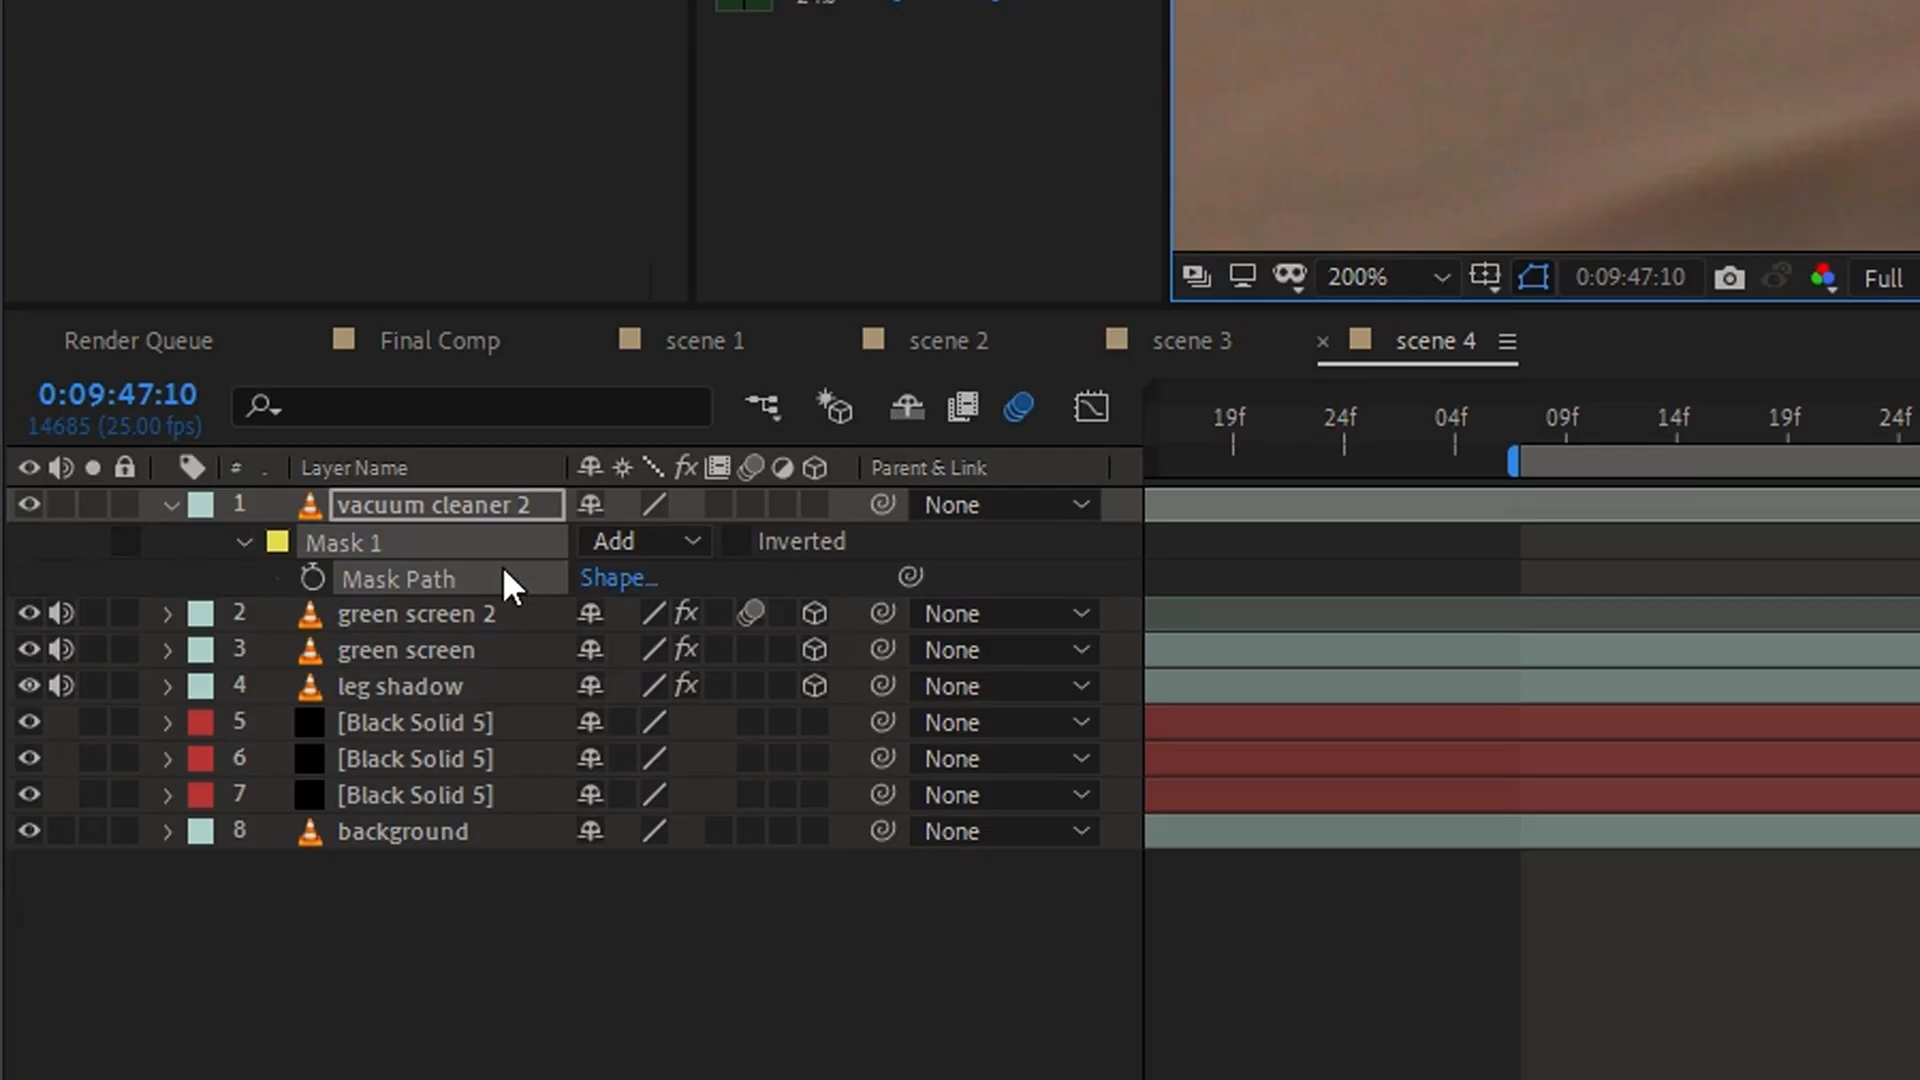 200% 0:09:47:10 Full
Render Queue Final Comp scene 1 scene 2 scene 3 × scene 4
0:09:47:10
14685 (25.00 fps)
19f 24f 04f 09f 14f 19f 24f
# . Layer Name fx Parent & Link
1 vacuum cleaner 2 None
Mask 1 Add Inverted
Mask Path Shape...
2 green screen 2 fx None
3 green screen fx None
4 leg shadow fx None
5 [Black Solid 5] None
6 [Black Solid 5] None
7 [Black Solid 5] None
8 background None